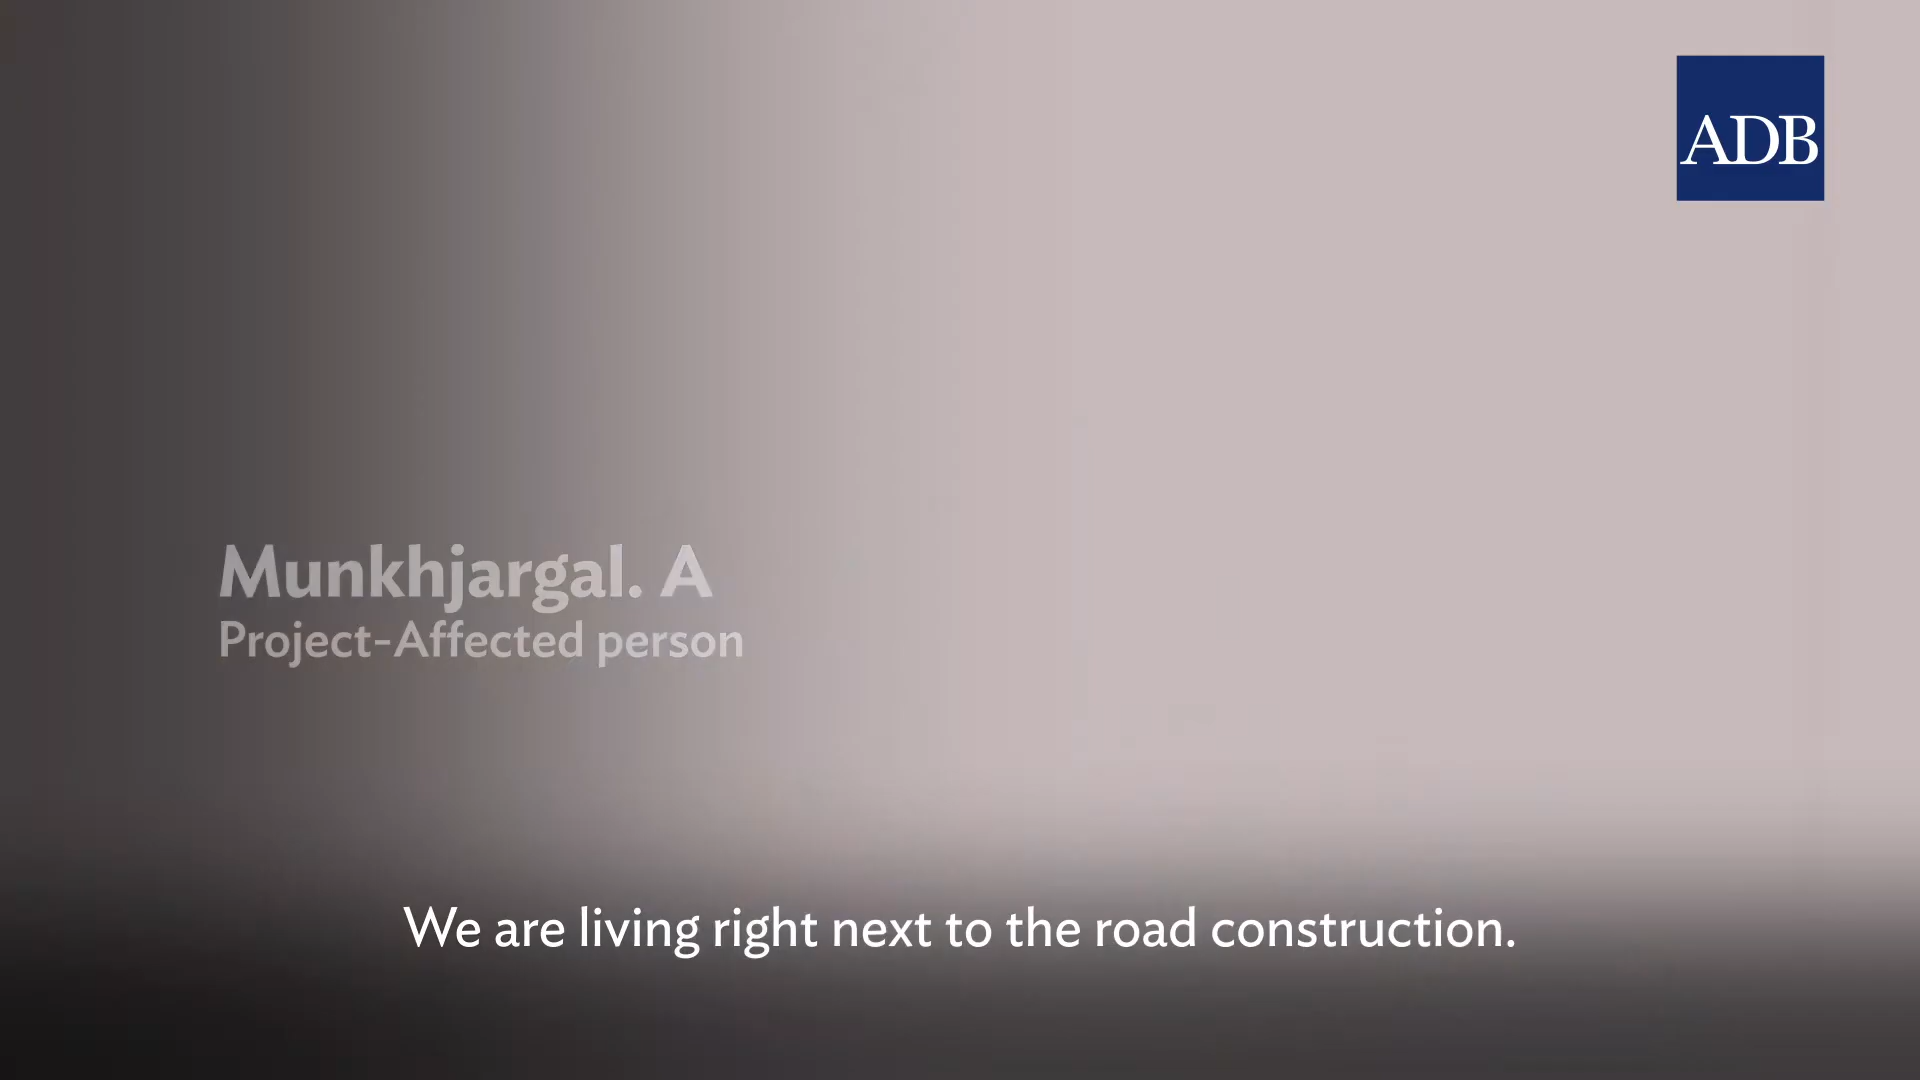 ADB
Munkhjargal. A
Project-Affected person
We are living right next to the road construction.